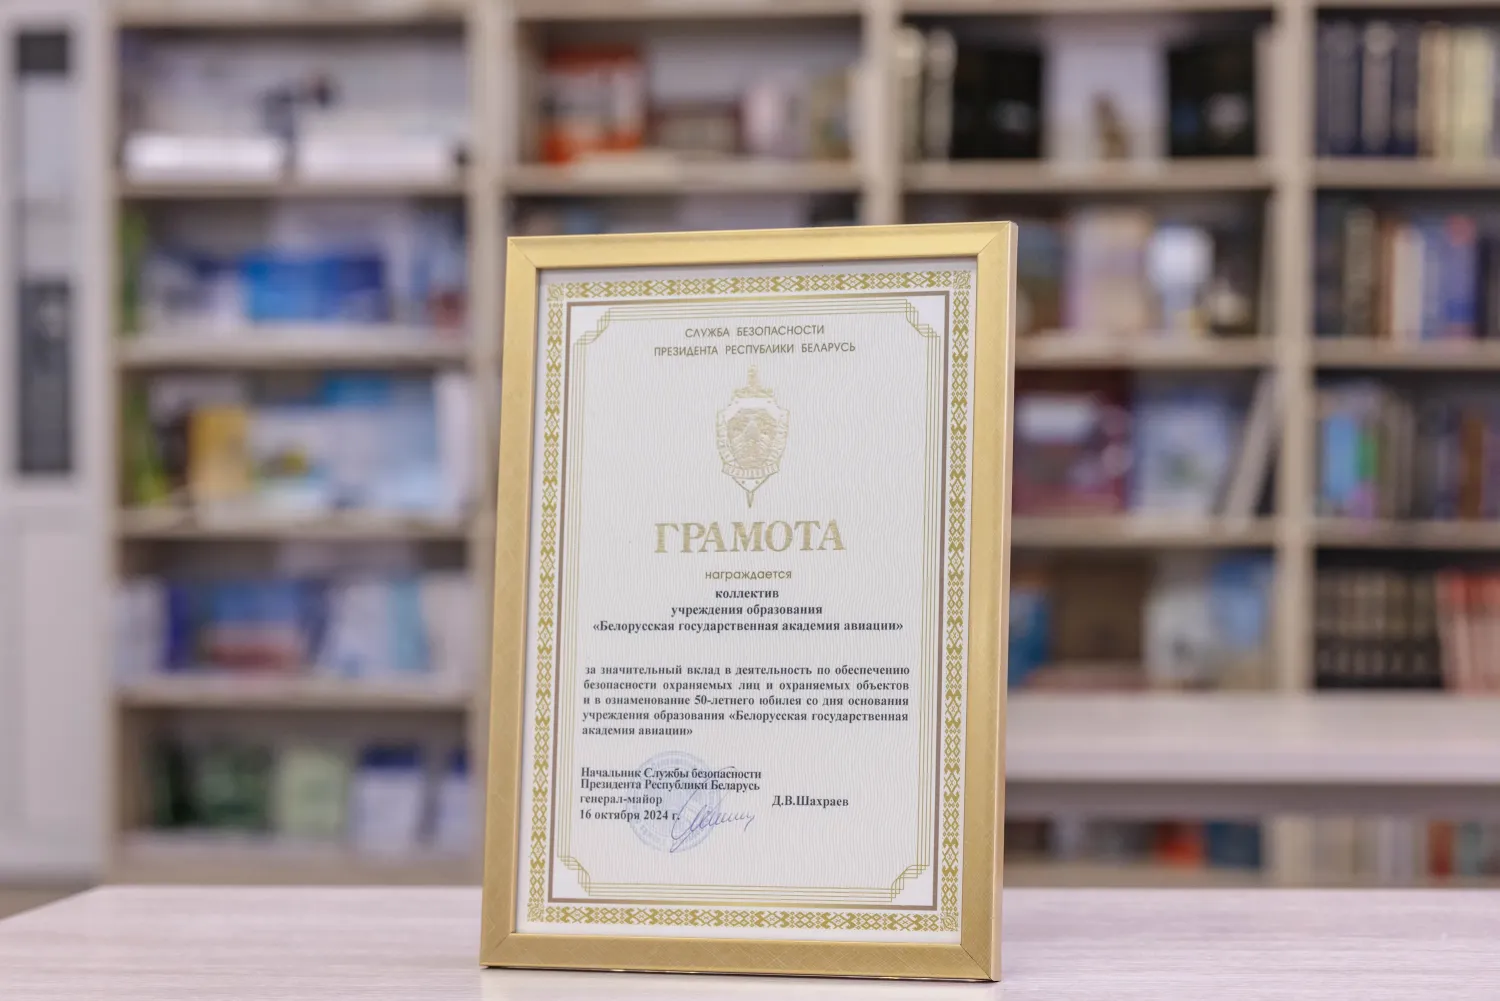 СЛУЖБА БЕЗОПАСНОСТИ
ПРЕЗИДЕНТА РЕСПУБЛИКИ БЕЛАРУСЬ
ГРАМОТА
награждается
коллектив
учреждения образования
«Белорусская государственная академия авиации»
за значительный вклад в деятельность по обеспечению
безопасности охраняемых лиц и охраняемых объектов
и в ознаменование 50-летнего юбилея со дня основания
учреждения образования «Белорусская государственная
академия авиации»
Начальник Службы безопасности
Президента Республики Беларусь
генерал-майор Д.В.Шахраев
16 октября 2024 г.